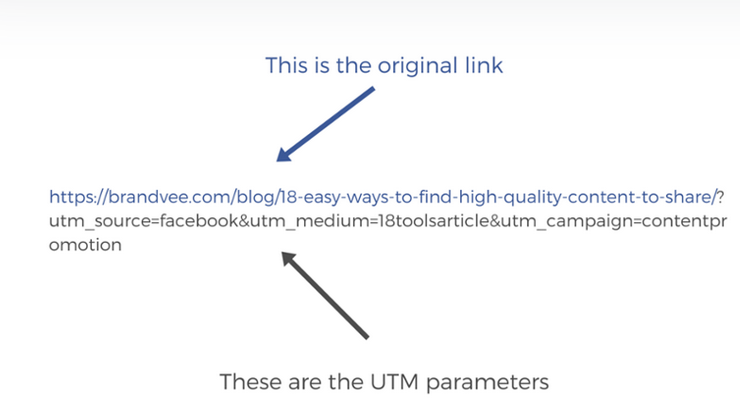 This is the original link
https://brandvee.com/blog/18-easy-ways-to-find-high-quality-content-to-share/?
utm_source=facebook&utm_medium=18toolsarticle&utm_campaign=contentpr
omotion
These are the UTM parameters